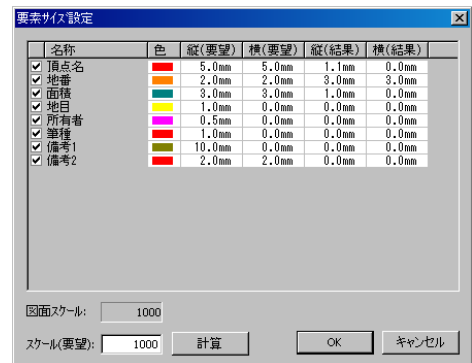 要素サイズ設定
名称 色 縦(要望) 横(要望) 縦(結果) 横(結果)
頂点名 5.0mm 5.0mm 1.1mm 0.0mm
地番 2.0mm 2.0mm 3.0mm 3.0mm
面積 3.0mm 3.0mm 1.0mm 0.0mm
地目 1.0mm 0.0mm 0.0mm 0.0mm
所有者 0.5mm 0.0mm 0.0mm 0.0mm
筆種 1.0mm 0.0mm 0.0mm 0.0mm
備考1 10.0mm 0.0mm 0.0mm 0.0mm
備考2 2.0mm 2.0mm 0.0mm 0.0mm
図面スケール: 1000
スケール(要望): 1000 計算 OK キャンセル